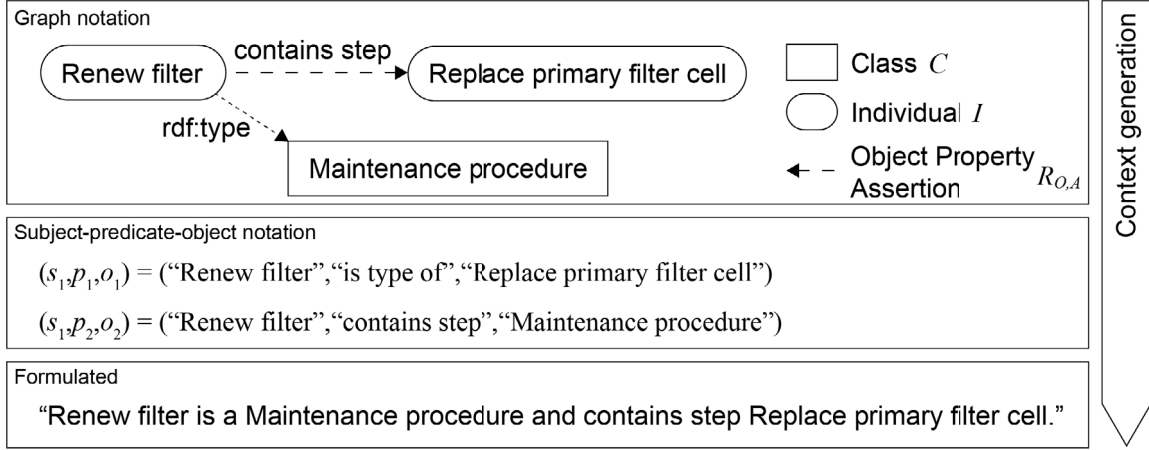 Graph notation
contains step
Renew filter
Replace primary filter cell
rdf:type
Maintenance procedure
Class C
Individual I
Object Property
Assertion R_{O,A}
Subject-predicate-object notation
(s₁,p₁,o₁) = (“Renew filter”,“is type of”,“Replace primary filter cell”)
(s₁,p₂,o₂) = (“Renew filter”,“contains step”,“Maintenance procedure”)
Formulated
“Renew filter is a Maintenance procedure and contains step Replace primary filter cell.”
Context generation